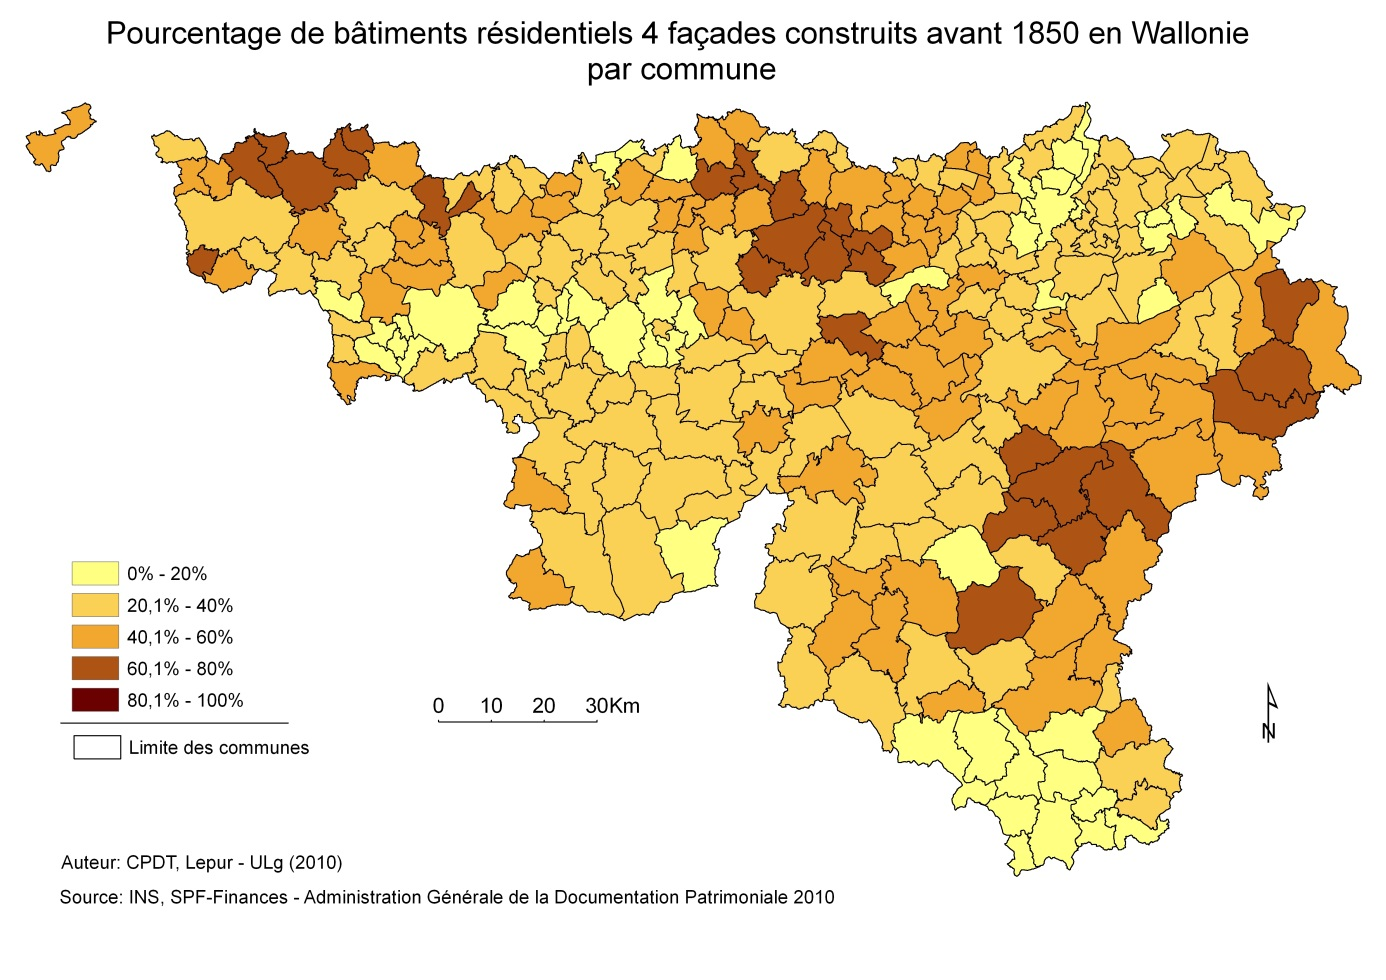 Pourcentage de bâtiments résidentiels 4 façades construits avant 1850 en Wallonie
par commune
0% - 20%
20,1% - 40%
40,1% - 60%
60,1% - 80%
80,1% - 100%
Limite des communes
0 10 20 30Km
N
Auteur: CPDT, Lepur - ULg (2010)
Source: INS, SPF-Finances - Administration Générale de la Documentation Patrimoniale 2010